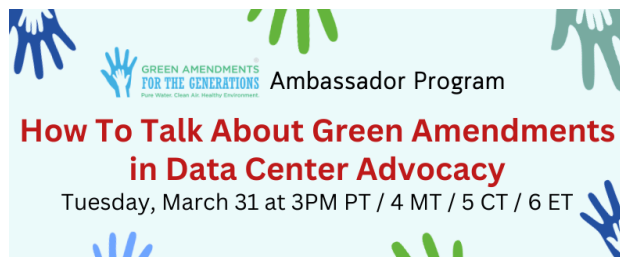 GREEN AMENDMENTS
FOR THE GENERATIONS
Pure Water. Clean Air. Healthy Environment.
Ambassador Program
How To Talk About Green Amendments
in Data Center Advocacy
Tuesday, March 31 at 3PM PT / 4 MT / 5 CT / 6 ET